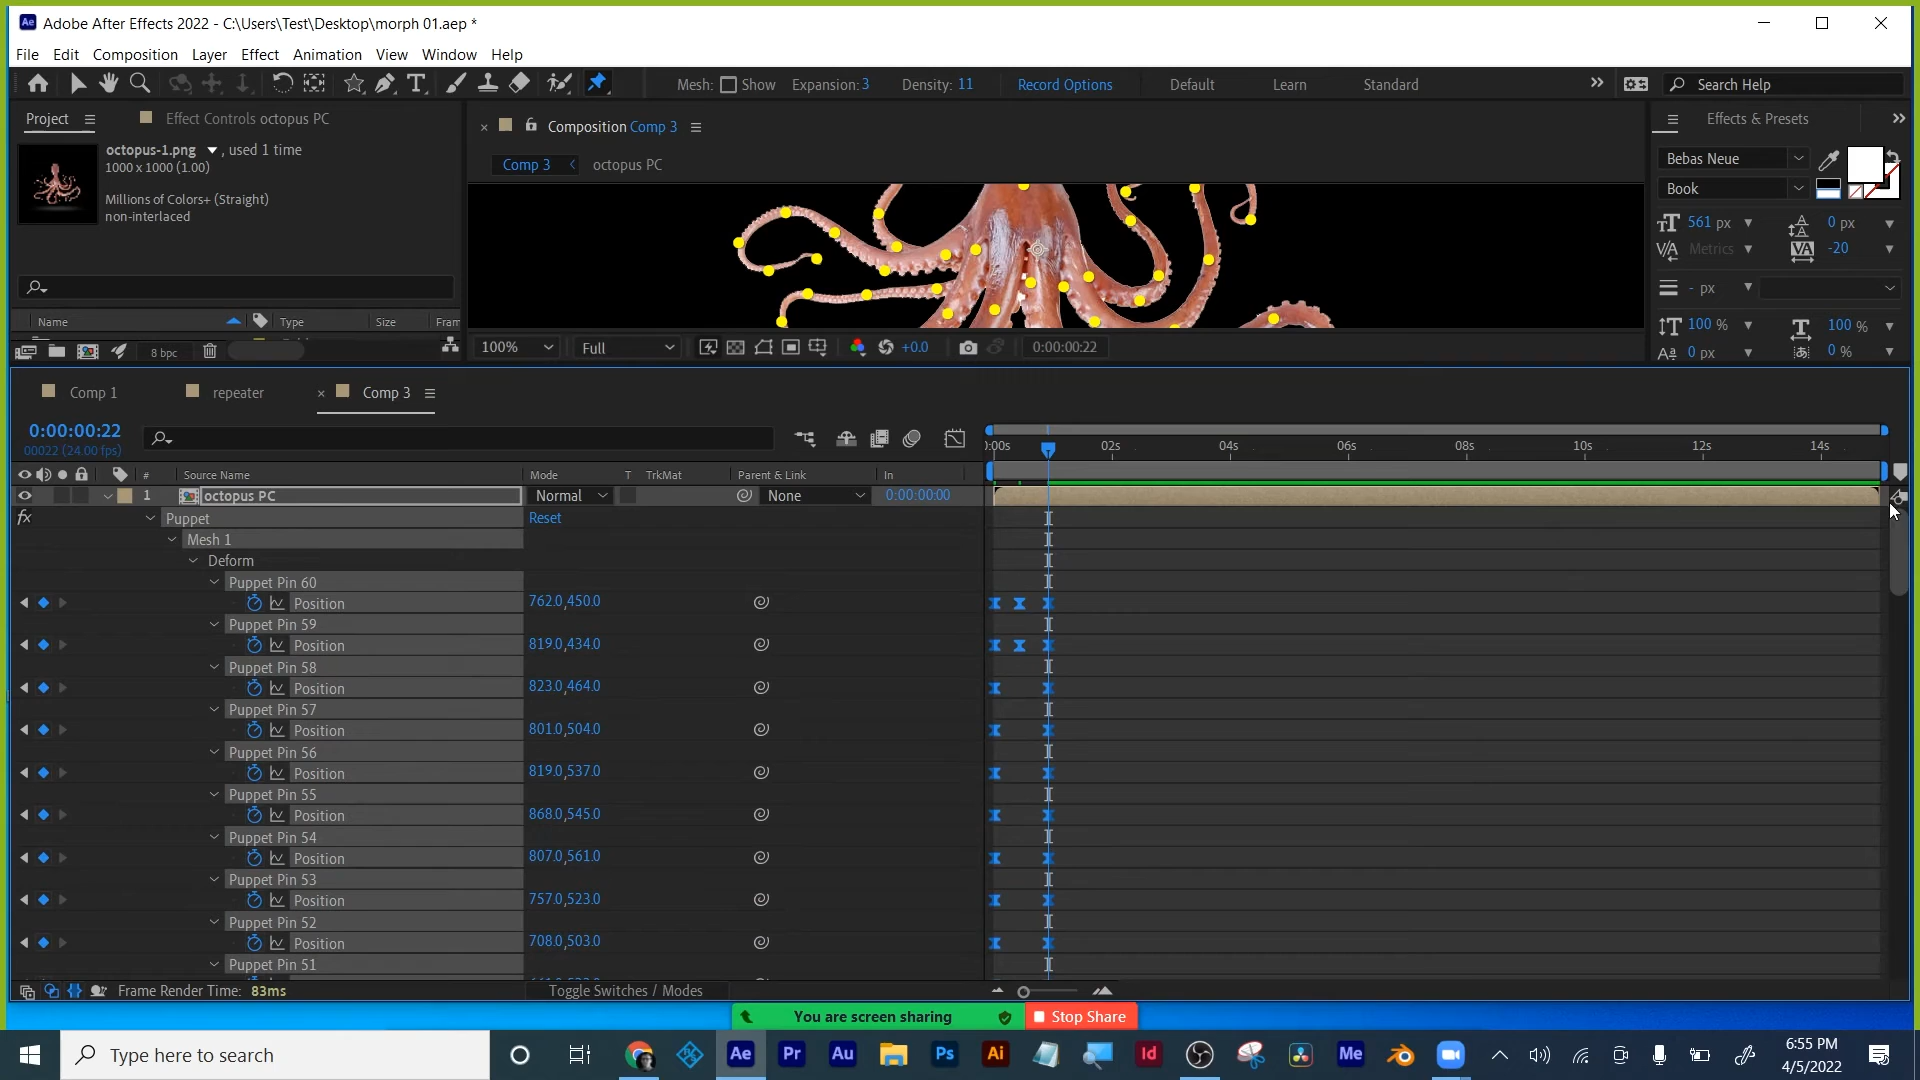 Adobe After Effects 2022 - C:\Users\Test\Desktop\morph 01.aep *
File Edit Composition Layer Effect Animation View Window Help
Mesh: Show Expansion: 3 Density: 11 Record Options Default Learn Standard Search Help
Project Effect Controls octopus PC
octopus-1.png , used 1 time
1000 x 1000 (1.00)
Millions of Colors+ (Straight)
non-interlaced
Name Type Size Fram
8 bpc
Composition Comp 3
Comp 3 octopus PC
100% Full +0.0 0:00:00:22
Effects & Presets
Bebas Neue
Book
561 px 0 px
Metrics -20
- px
100 % 100 %
0 px 0 %
Comp 1 repeater Comp 3
0:00:00:22
00022 (24.00 fps)
:00s 02s 04s 06s 08s 10s 12s 14s
# Source Name Mode T TrkMat Parent & Link In
1 octopus PC Normal None 0:00:00:00
fx Puppet Reset
Mesh 1
Deform
Puppet Pin 60
Position 762.0,450.0
Puppet Pin 59
Position 819.0,434.0
Puppet Pin 58
Position 823.0,464.0
Puppet Pin 57
Position 801.0,504.0
Puppet Pin 56
Position 819.0,537.0
Puppet Pin 55
Position 868.0,545.0
Puppet Pin 54
Position 807.0,561.0
Puppet Pin 53
Position 757.0,523.0
Puppet Pin 52
Position 708.0,503.0
Puppet Pin 51
Frame Render Time: 83ms Toggle Switches / Modes
You are screen sharing Stop Share
Type here to search
Ae Pr Au Ps Ai Id Me
6:55 PM
4/5/2022